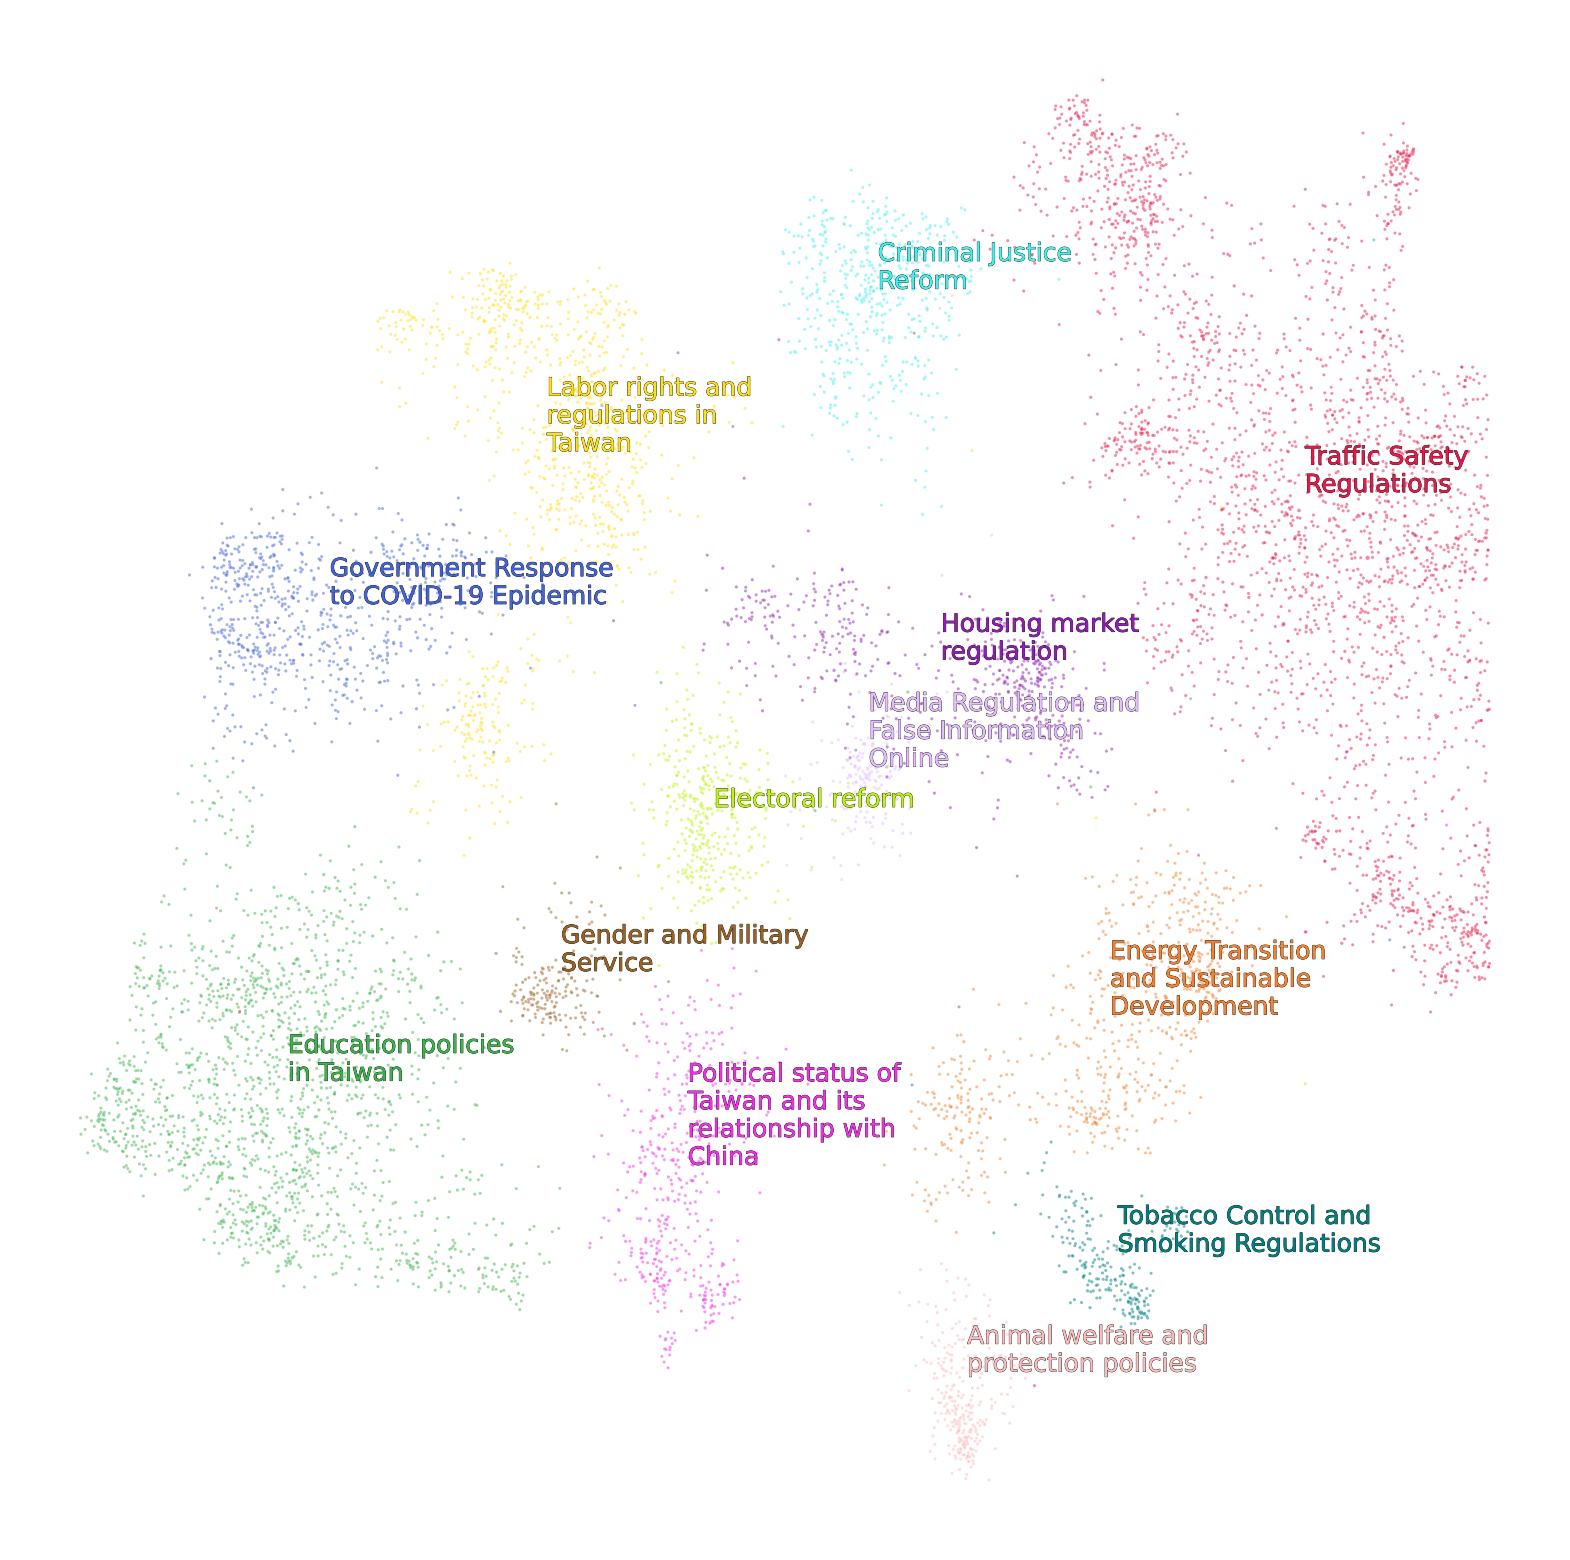 Criminal Justice
Reform
Labor rights and
regulations in
Taiwan
Traffic Safety
Regulations
Government Response
to COVID-19 Epidemic
Housing market
regulation
Media Regulation and
False Information
Online
Electoral reform
Gender and Military
Service
Energy Transition
and Sustainable
Development
Education policies
in Taiwan
Political status of
Taiwan and its
relationship with
China
Tobacco Control and
Smoking Regulations
Animal welfare and
protection policies